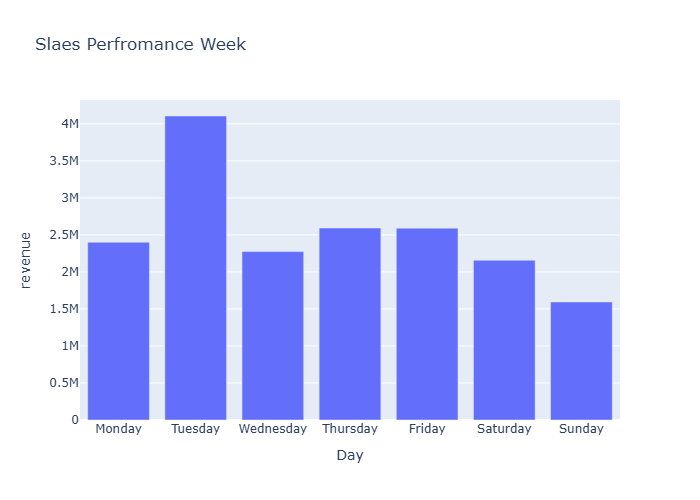 Slaes Perfromance Week
4M
3.5M
3M
2.5M
2M
1.5M
1M
0.5M
0
revenue
Monday Tuesday Wednesday Thursday Friday Saturday Sunday
Day